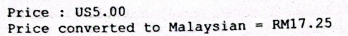 Price : US5.00
Price converted to Malaysian = RM17.25